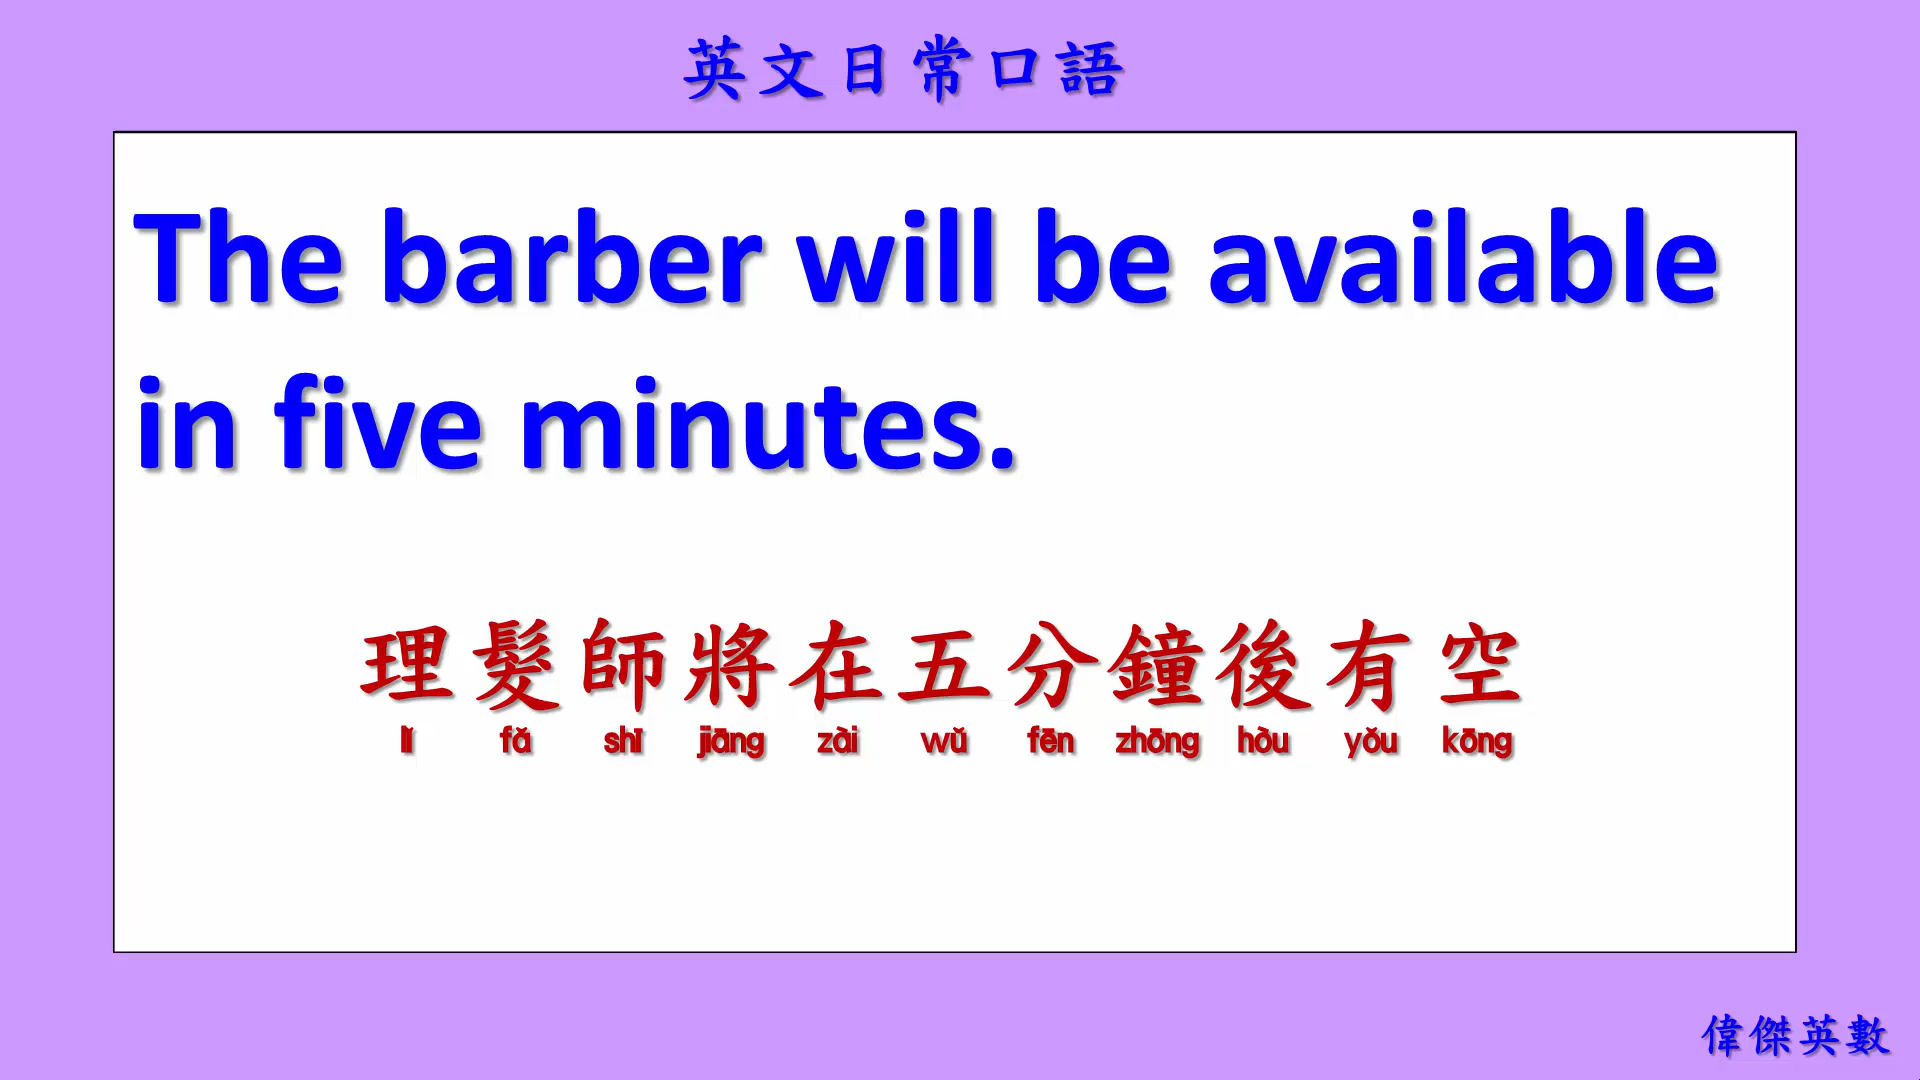 英文日常口語
The barber will be available
in five minutes.
理髮師將在五分鐘後有空
lǐ fǎ shī jiāng zài wǔ fēn zhōng hòu yǒu kōng
偉傑英數